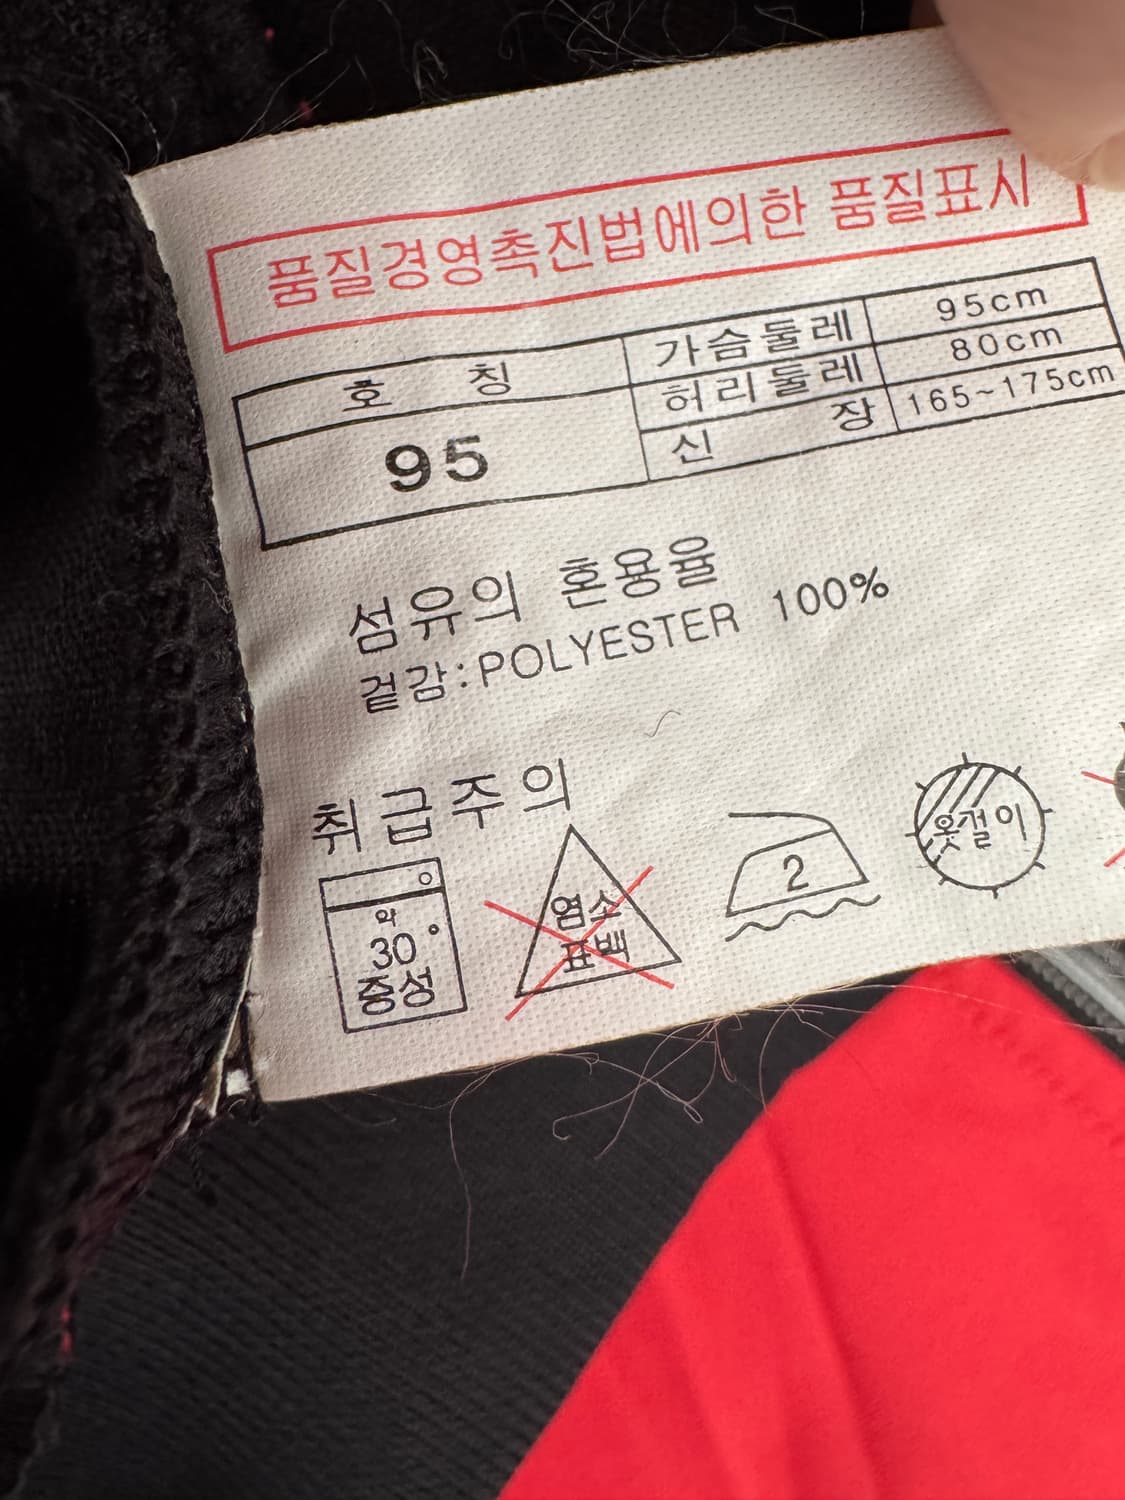 품질경영촉진법에의한 품질표시
호 칭
95
가슴둘레 95cm
허리둘레 80cm
신 장 165~175cm
섬유의 혼용율
겉감:POLYESTER 100%
취급주의
약
30°
중성
염소
표백
2
옷걸이